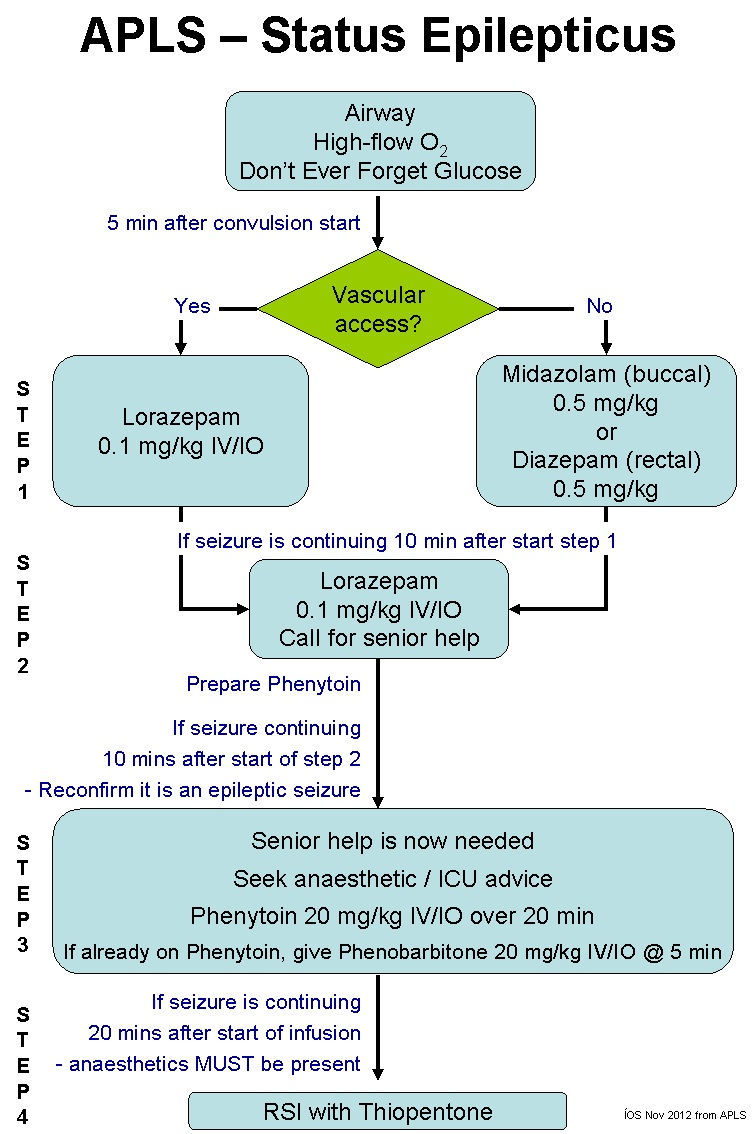 APLS – Status Epilepticus
Airway
High-flow O₂
Don’t Ever Forget Glucose
5 min after convulsion start
Vascular
access?
Yes
No
STEP1
Lorazepam
0.1 mg/kg IV/IO
Midazolam (buccal)
0.5 mg/kg
or
Diazepam (rectal)
0.5 mg/kg
If seizure is continuing 10 min after start step 1
STEP2
Lorazepam
0.1 mg/kg IV/IO
Call for senior help
Prepare Phenytoin
If seizure continuing
10 mins after start of step 2
- Reconfirm it is an epileptic seizure
STEP3
Senior help is now needed
Seek anaesthetic / ICU advice
Phenytoin 20 mg/kg IV/IO over 20 min
If already on Phenytoin, give Phenobarbitone 20 mg/kg IV/IO @ 5 min
If seizure is continuing
20 mins after start of infusion
- anaesthetics MUST be present
STEP4
RSI with Thiopentone
ÍOS Nov 2012 from APLS